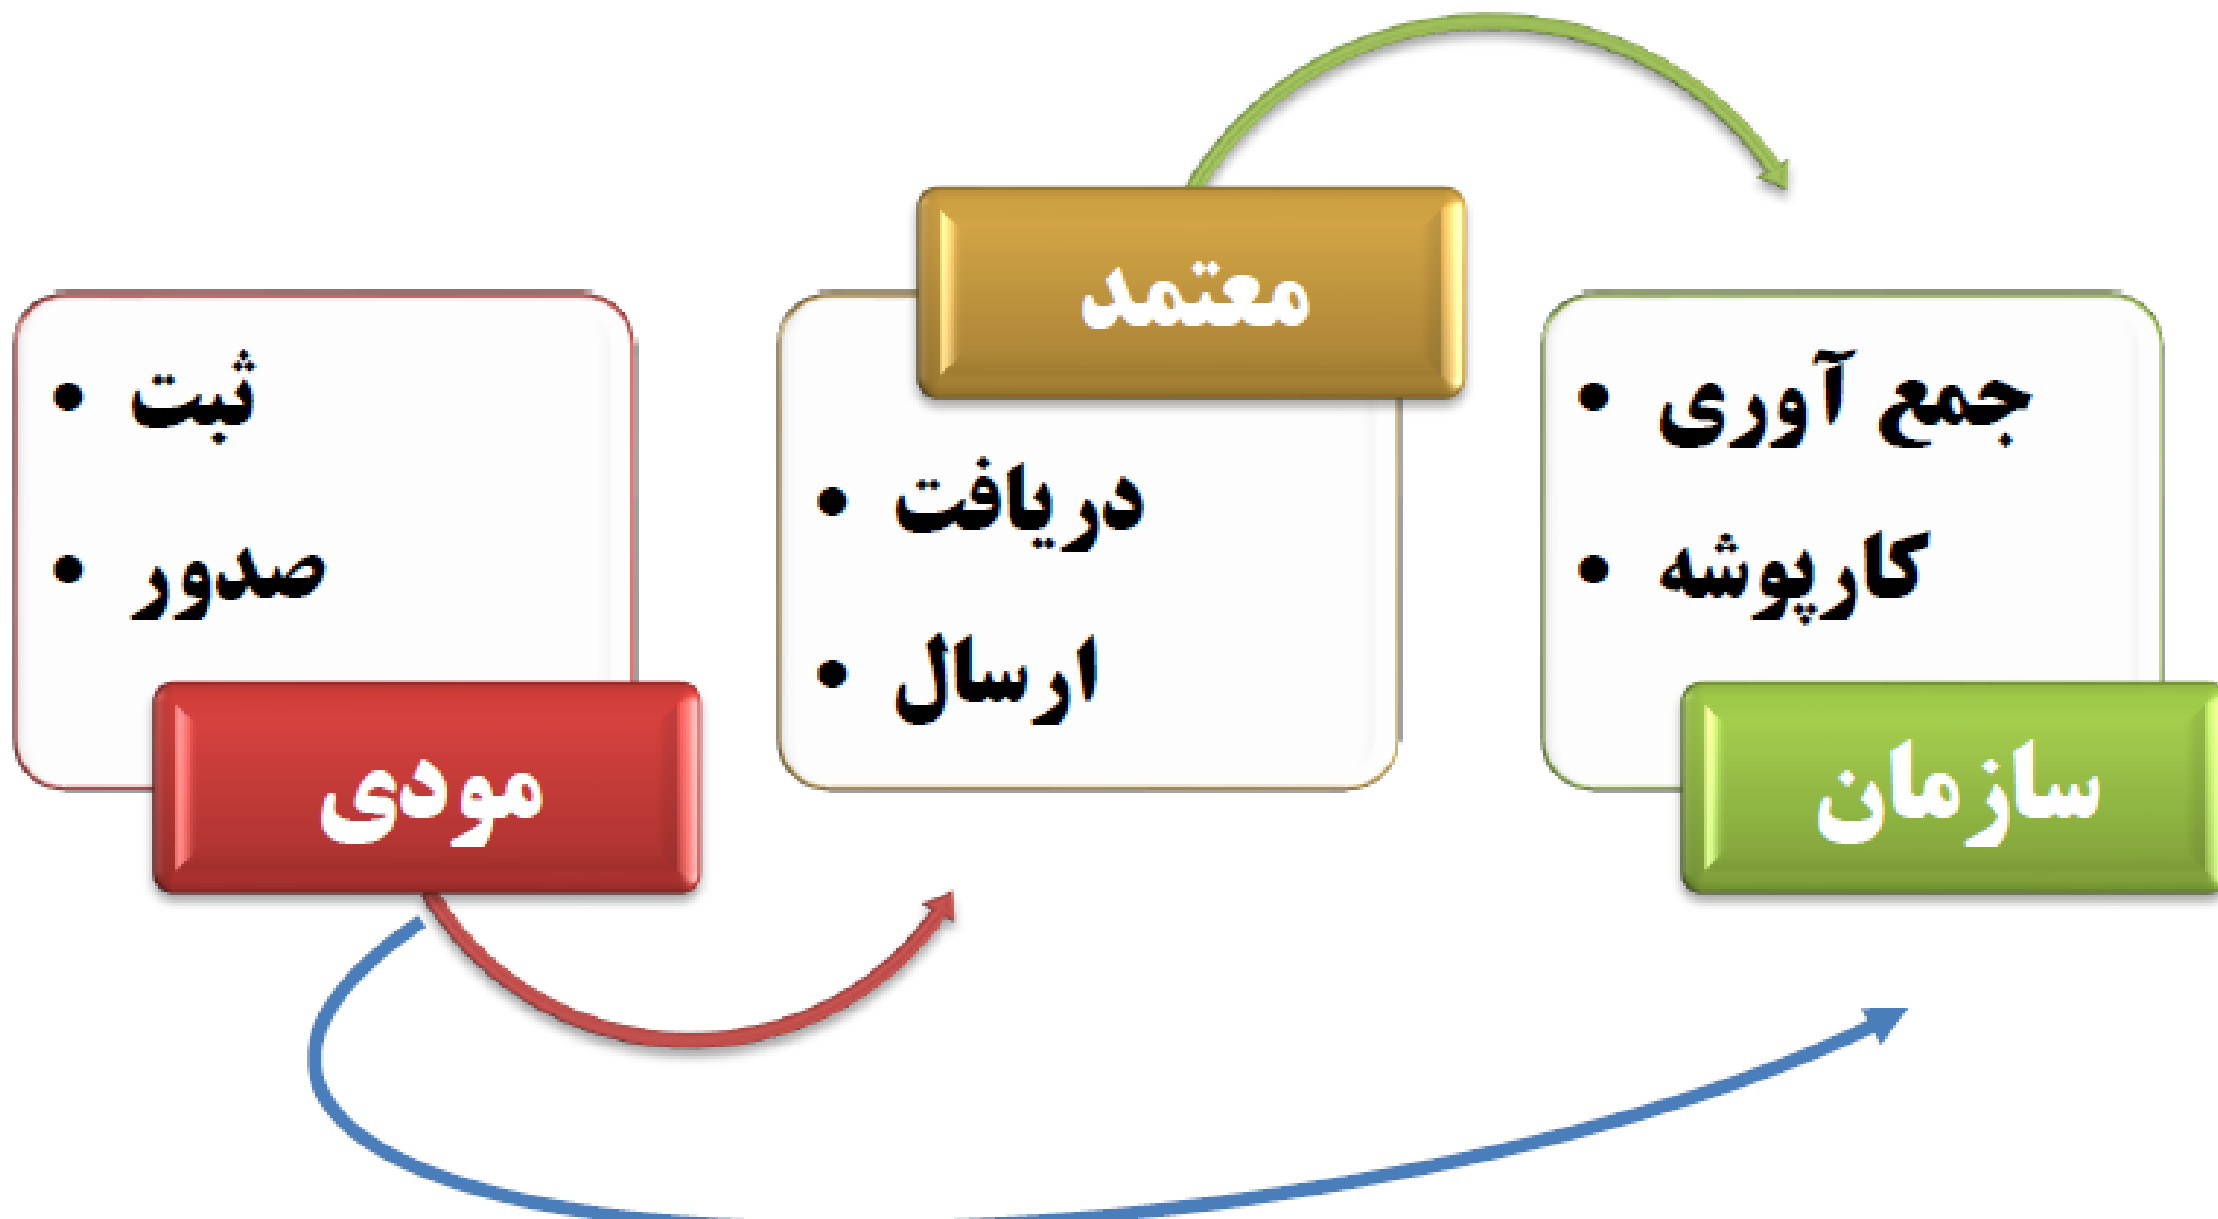 • ثبت
• صدور
مودی
معتمد
• دریافت
• ارسال
• جمع آوری
• کارپوشه
سازمان